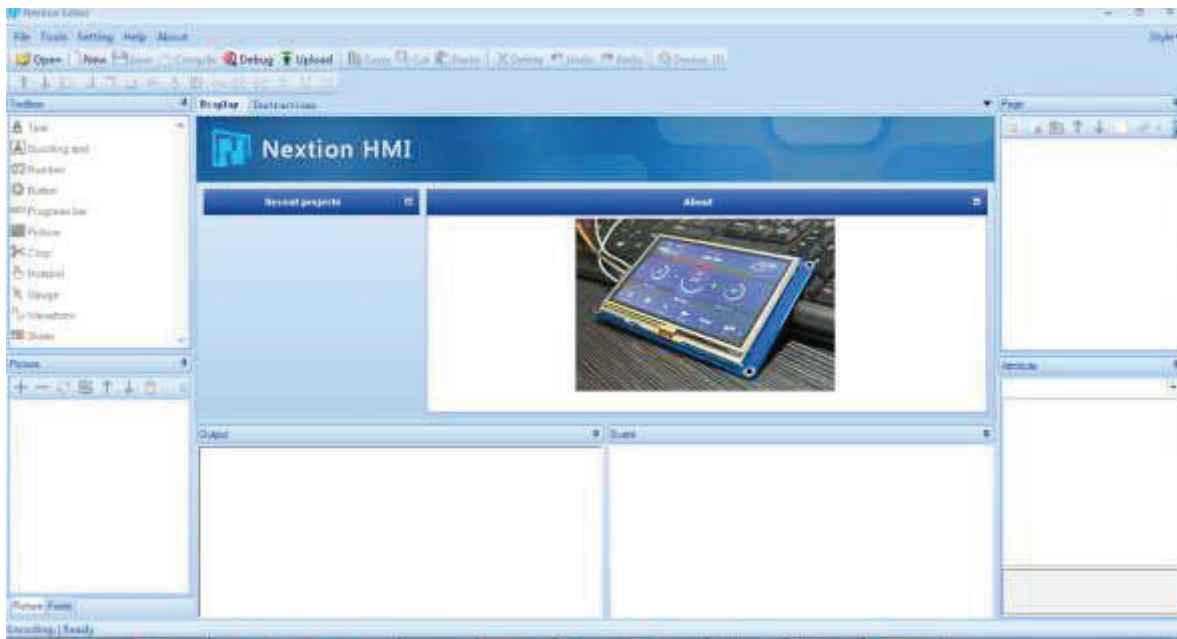 Nextion Editor
File Tools Setting Help About
Open New Save Compile Debug Upload Copy Cut Paste Delete Undo Redo Device ID
Toolbox
Display Instructions
Page
Text
Scrolling text
Number
Button
Progress bar
Picture
Crop
Hotspot
Gauge
Waveform
Slider
Nextion HMI
Recent projects
About
Picture
Attribute
Output
Event
Picture Fonts
Encoding: Ready